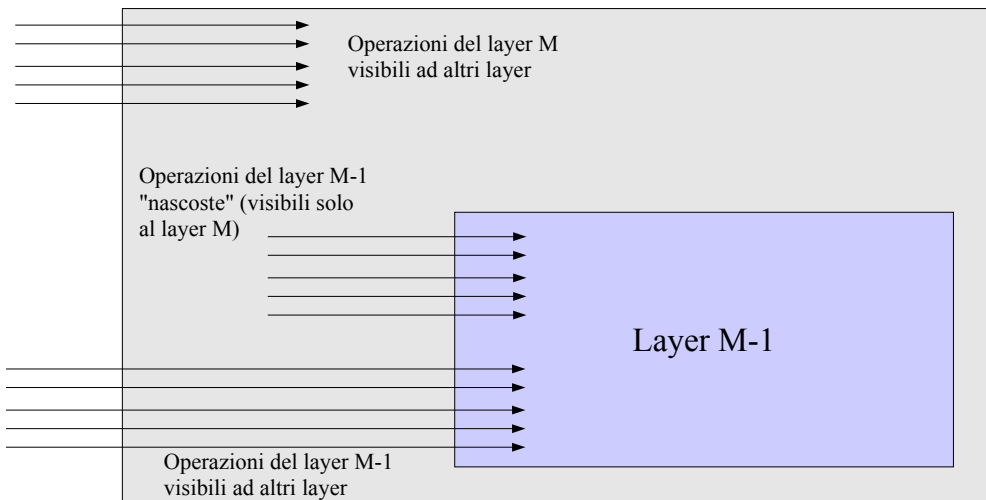 Operazioni del layer M
visibili ad altri layer
Operazioni del layer M-1
"nascoste" (visibili solo
al layer M)
Layer M-1
Operazioni del layer M-1
visibili ad altri layer